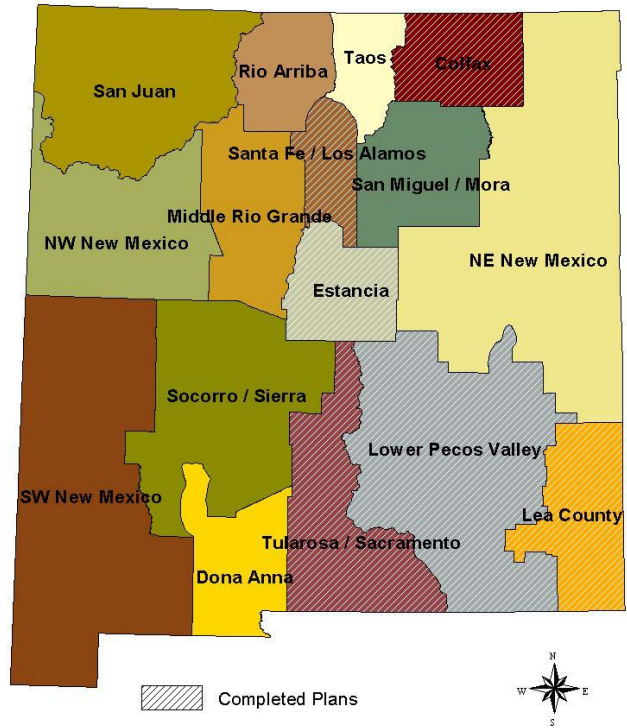 Taos
Colfax
Rio Arriba
San Juan
Santa Fe / Los Alamos
San Miguel / Mora
Middle Rio Grande
NW New Mexico
NE New Mexico
Estancia
Socorro / Sierra
Lower Pecos Valley
SW New Mexico
Lea County
Tularosa / Sacramento
Dona Anna
N
W E
S
Completed Plans